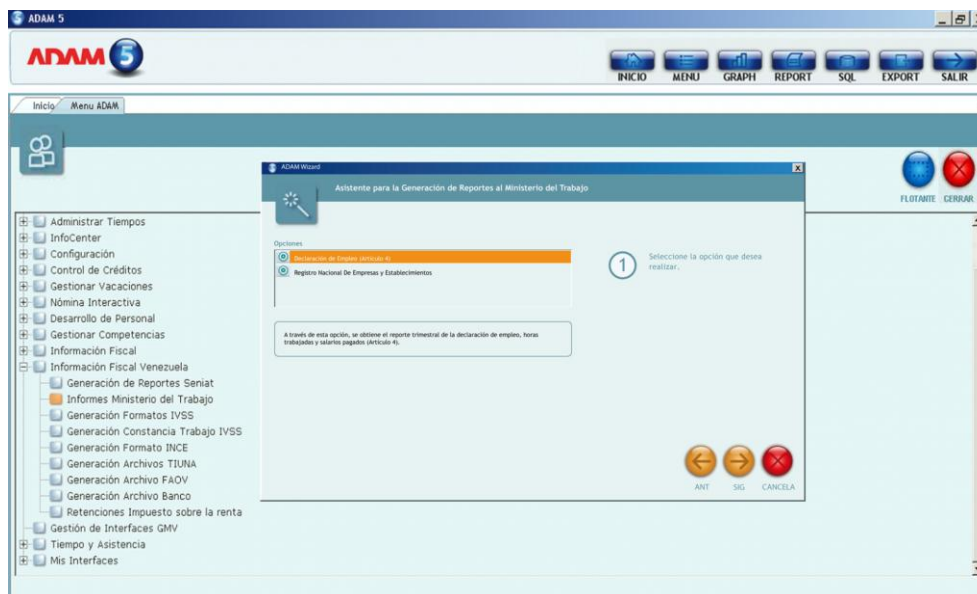 ADAM 5
ADAM 5
INICIO
MENU
GRAPH
REPORT
SQL
EXPORT
SALIR
Inicio
Menu ADAM
FLOTANTE
CERRAR
Administrar Tiempos
InfoCenter
Configuración
Control de Créditos
Gestionar Vacaciones
Nómina Interactiva
Desarrollo de Personal
Gestionar Competencias
Información Fiscal
Información Fiscal Venezuela
Generación de Reportes Seniat
Informes Ministerio del Trabajo
Generación Formatos IVSS
Generación Constancia Trabajo IVSS
Generación Formato INCE
Generación Archivos TIUNA
Generación Archivo FAOV
Generación Archivo Banco
Retenciones Impuesto sobre la renta
Gestión de Interfaces GMV
Tiempo y Asistencia
Mis Interfaces
ADAM Wizard
Asistente para la Generación de Reportes al Ministerio del Trabajo
Opciones
Declaración de Empleo (Artículo 4)
Registro Nacional De Empresas y Establecimientos
A través de esta opción, se obtiene el reporte trimestral de la declaración de empleo, horas
trabajadas y salarios pagados (Artículo 4).
1
Seleccione la opción que desea
realizar.
ANT
SIG
CANCELA